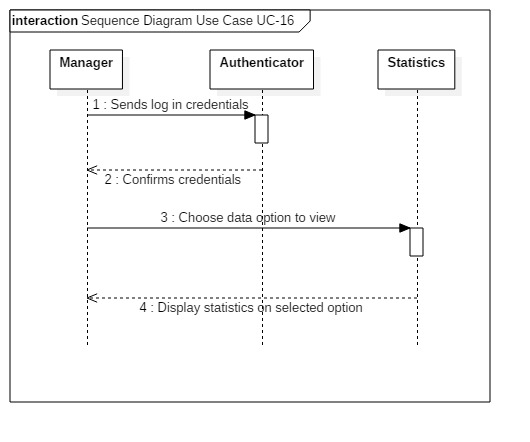 interaction Sequence Diagram Use Case UC-16
Manager
Authenticator
Statistics
1 : Sends log in credentials
2 : Confirms credentials
3 : Choose data option to view
4 : Display statistics on selected option